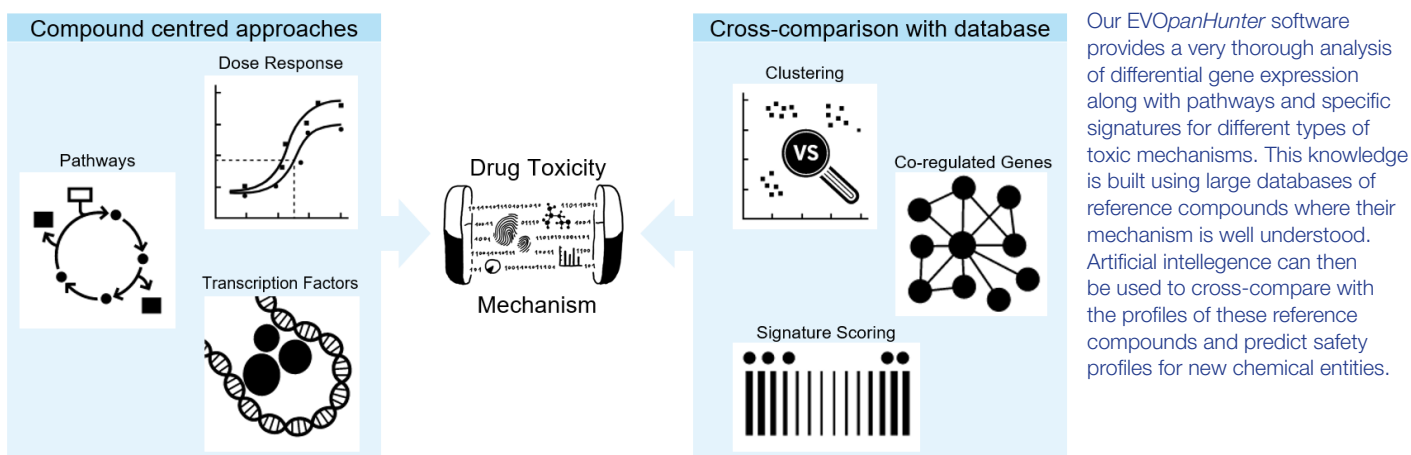 Compound centred approaches
Dose Response
Pathways
Transcription Factors
Drug Toxicity
Mechanism
Cross-comparison with database
Clustering
VS
Co-regulated Genes
Signature Scoring
Our EVOpanHunter software
provides a very thorough analysis
of differential gene expression
along with pathways and specific
signatures for different types of
toxic mechanisms. This knowledge
is built using large databases of
reference compounds where their
mechanism is well understood.
Artificial intellegence can then
be used to cross-compare with
the profiles of these reference
compounds and predict safety
profiles for new chemical entities.